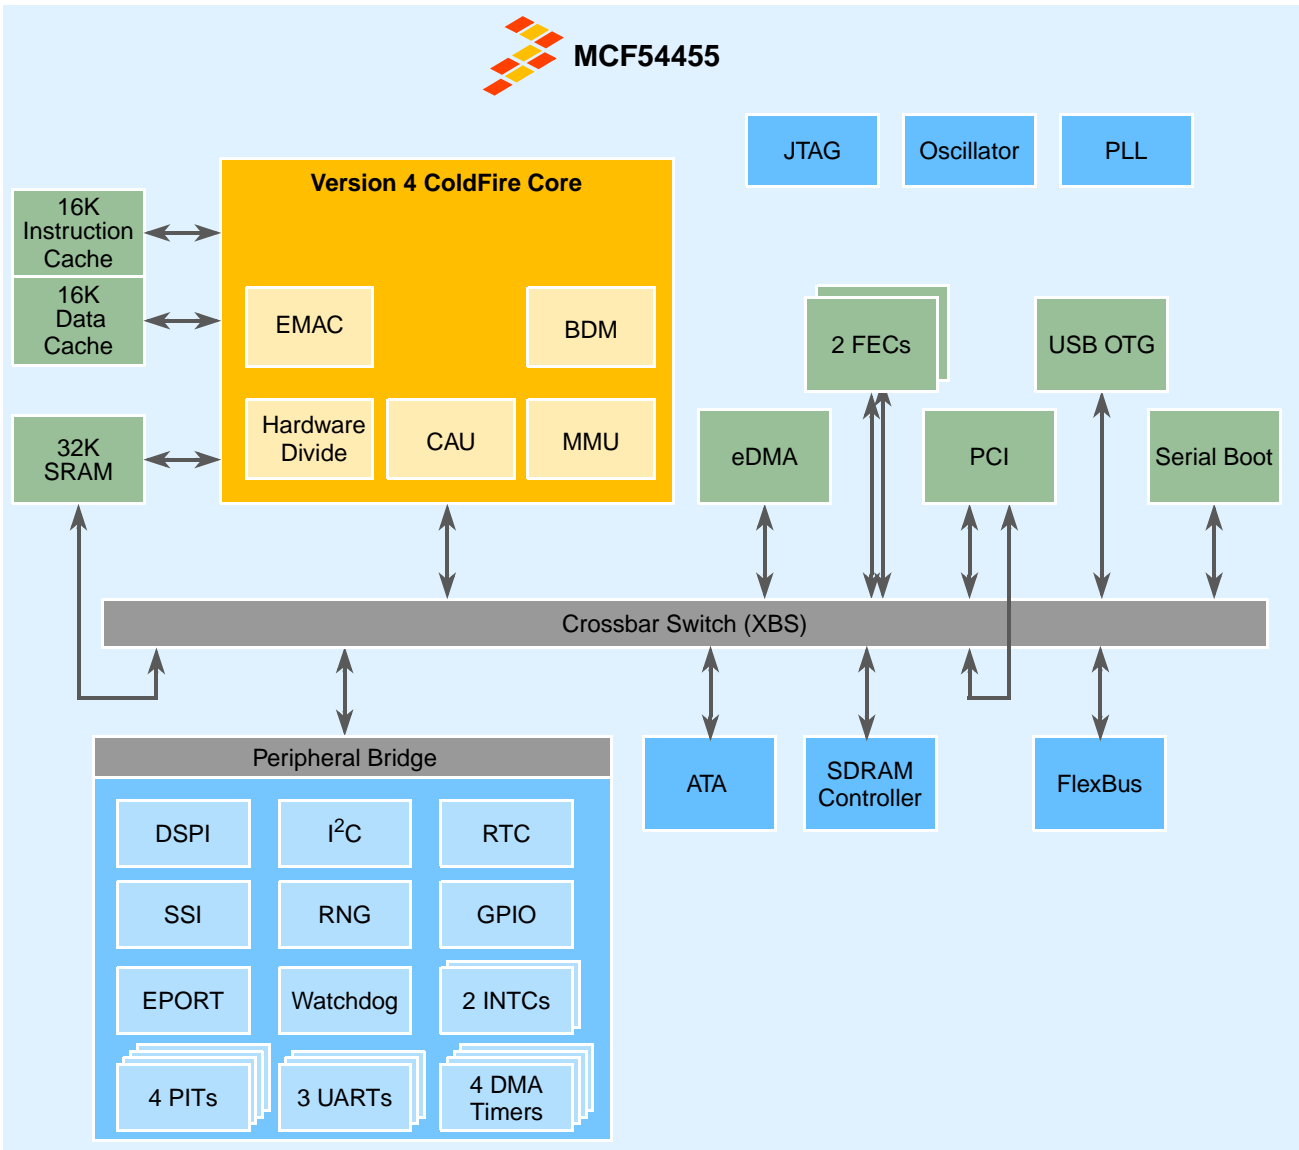 MCF54455
JTAG
Oscillator
PLL
Version 4 ColdFire Core
16K
Instruction
Cache
16K
Data
Cache
32K
SRAM
EMAC
BDM
Hardware
Divide
CAU
MMU
2 FECs
USB OTG
eDMA
PCI
Serial Boot
Crossbar Switch (XBS)
Peripheral Bridge
DSPI
I²C
RTC
SSI
RNG
GPIO
EPORT
Watchdog
2 INTCs
4 PITs
3 UARTs
4 DMA
Timers
ATA
SDRAM
Controller
FlexBus